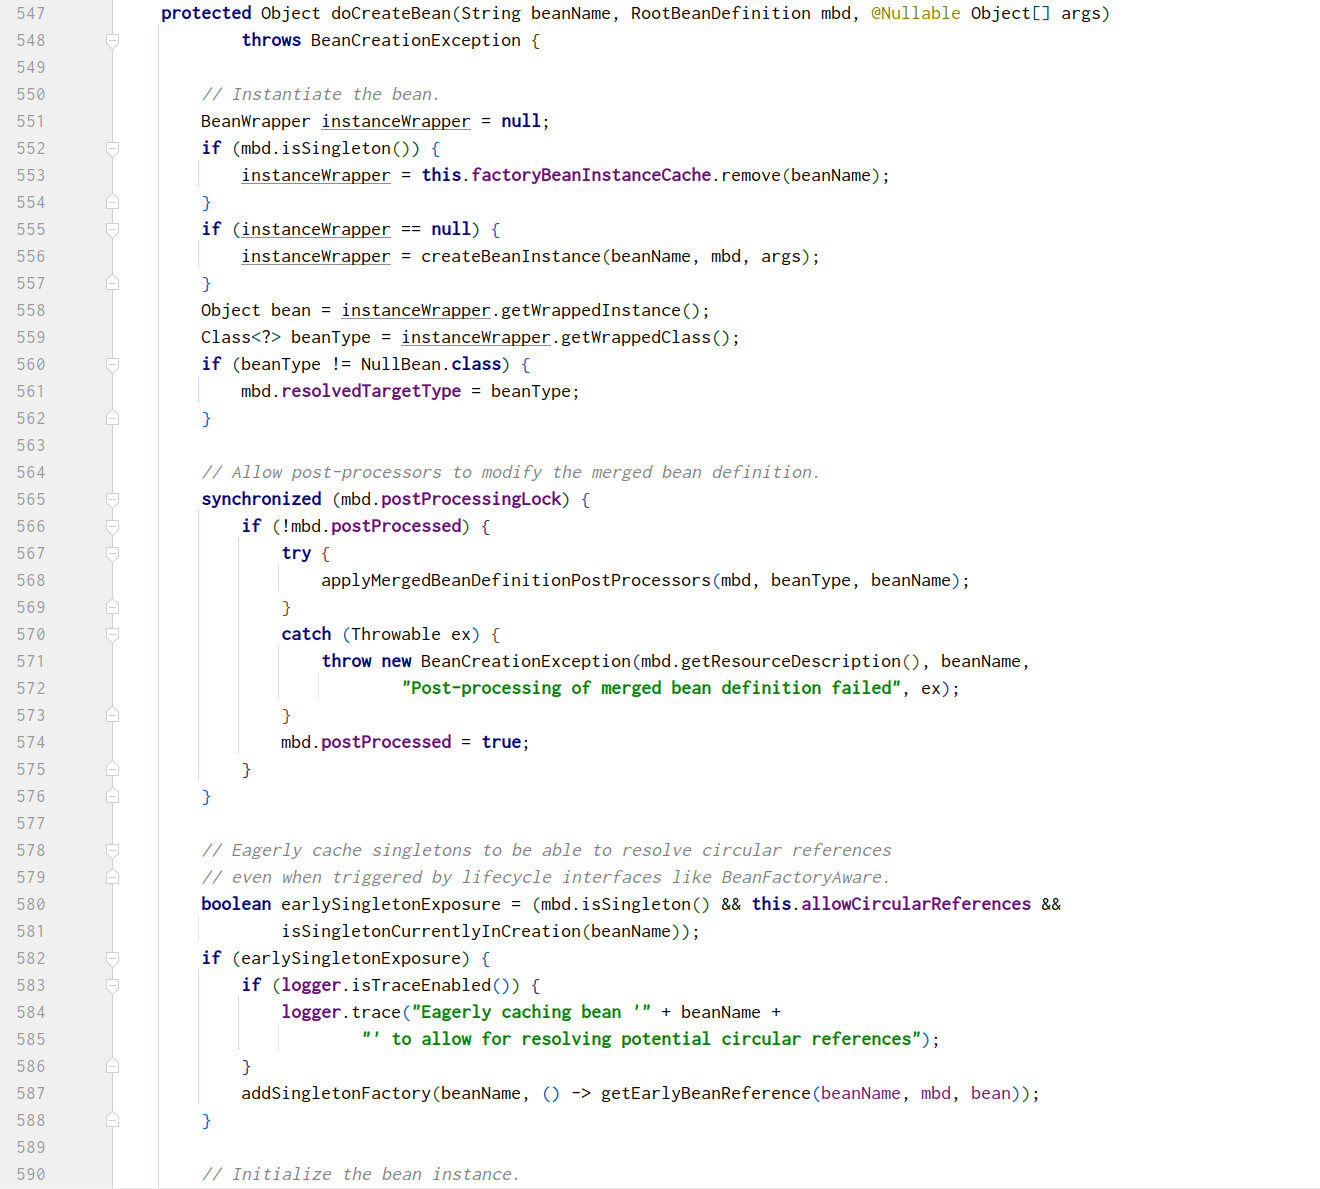 547 protected Object doCreateBean(String beanName, RootBeanDefinition mbd, @Nullable Object[] args)
548 throws BeanCreationException {
549
550 // Instantiate the bean.
551 BeanWrapper instanceWrapper = null;
552 if (mbd.isSingleton()) {
553 instanceWrapper = this.factoryBeanInstanceCache.remove(beanName);
554 }
555 if (instanceWrapper == null) {
556 instanceWrapper = createBeanInstance(beanName, mbd, args);
557 }
558 Object bean = instanceWrapper.getWrappedInstance();
559 Class<?> beanType = instanceWrapper.getWrappedClass();
560 if (beanType != NullBean.class) {
561 mbd.resolvedTargetType = beanType;
562 }
563
564 // Allow post-processors to modify the merged bean definition.
565 synchronized (mbd.postProcessingLock) {
566 if (!mbd.postProcessed) {
567 try {
568 applyMergedBeanDefinitionPostProcessors(mbd, beanType, beanName);
569 }
570 catch (Throwable ex) {
571 throw new BeanCreationException(mbd.getResourceDescription(), beanName,
572 "Post-processing of merged bean definition failed", ex);
573 }
574 mbd.postProcessed = true;
575 }
576 }
577
578 // Eagerly cache singletons to be able to resolve circular references
579 // even when triggered by lifecycle interfaces like BeanFactoryAware.
580 boolean earlySingletonExposure = (mbd.isSingleton() && this.allowCircularReferences &&
581 isSingletonCurrentlyInCreation(beanName));
582 if (earlySingletonExposure) {
583 if (logger.isTraceEnabled()) {
584 logger.trace("Eagerly caching bean '" + beanName +
585 "' to allow for resolving potential circular references");
586 }
587 addSingletonFactory(beanName, () -> getEarlyBeanReference(beanName, mbd, bean));
588 }
589
590 // Initialize the bean instance.